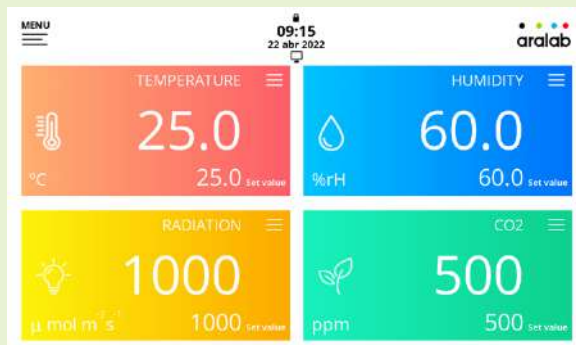 MENU
09:15
22 abr 2022
aralab
TEMPERATURE
25.0
°C
25.0 Set value
HUMIDITY
60.0
%rH
60.0 Set value
RADIATION
1000
μ mol m⁻² s⁻¹
1000 Set value
CO2
500
ppm
500 Set value